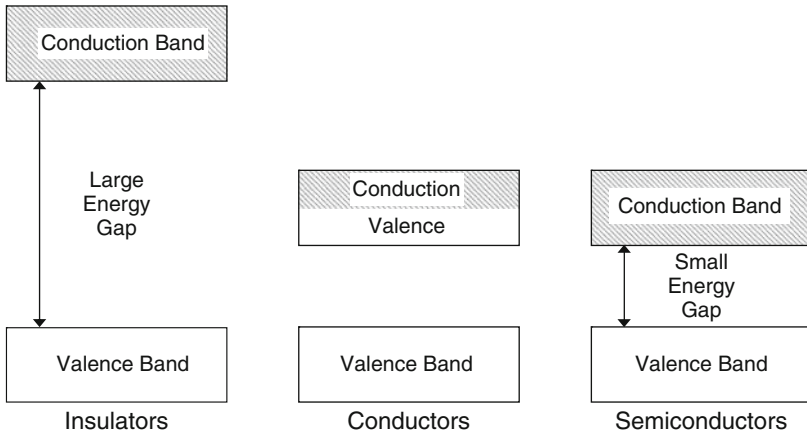 Conduction Band
Large
Energy
Gap
Valence Band
Insulators
Conduction
Valence
Valence Band
Conductors
Conduction Band
Small
Energy
Gap
Valence Band
Semiconductors